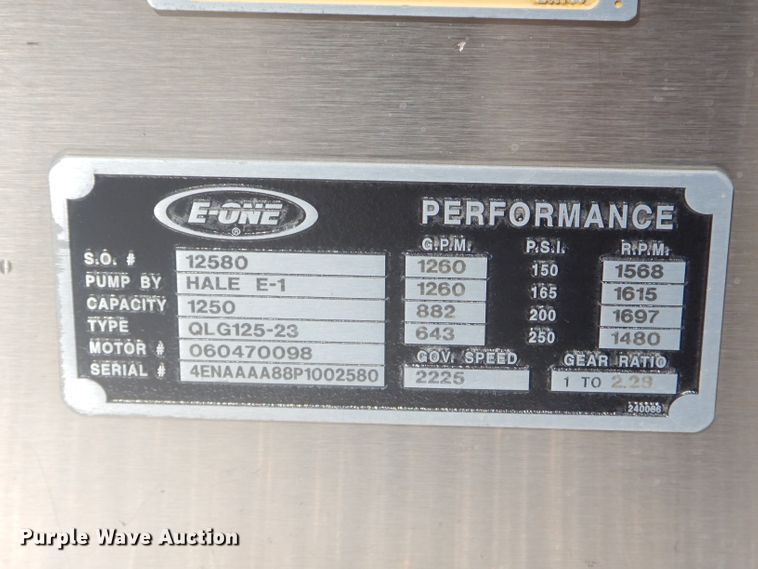 E-ONE
®
PERFORMANCE
G.P.M. P.S.I. R.P.M.
S.O. # 12580 1260 150 1568
PUMP BY HALE E-1 1260 165 1615
CAPACITY 1250 882 200 1697
TYPE QLG125-23 643 250 1480
MOTOR # 060470098 GOV. SPEED GEAR RATIO
SERIAL # 4ENAAAA88P1002580 2225 1 TO 2.28
240086
Purple Wave Auction